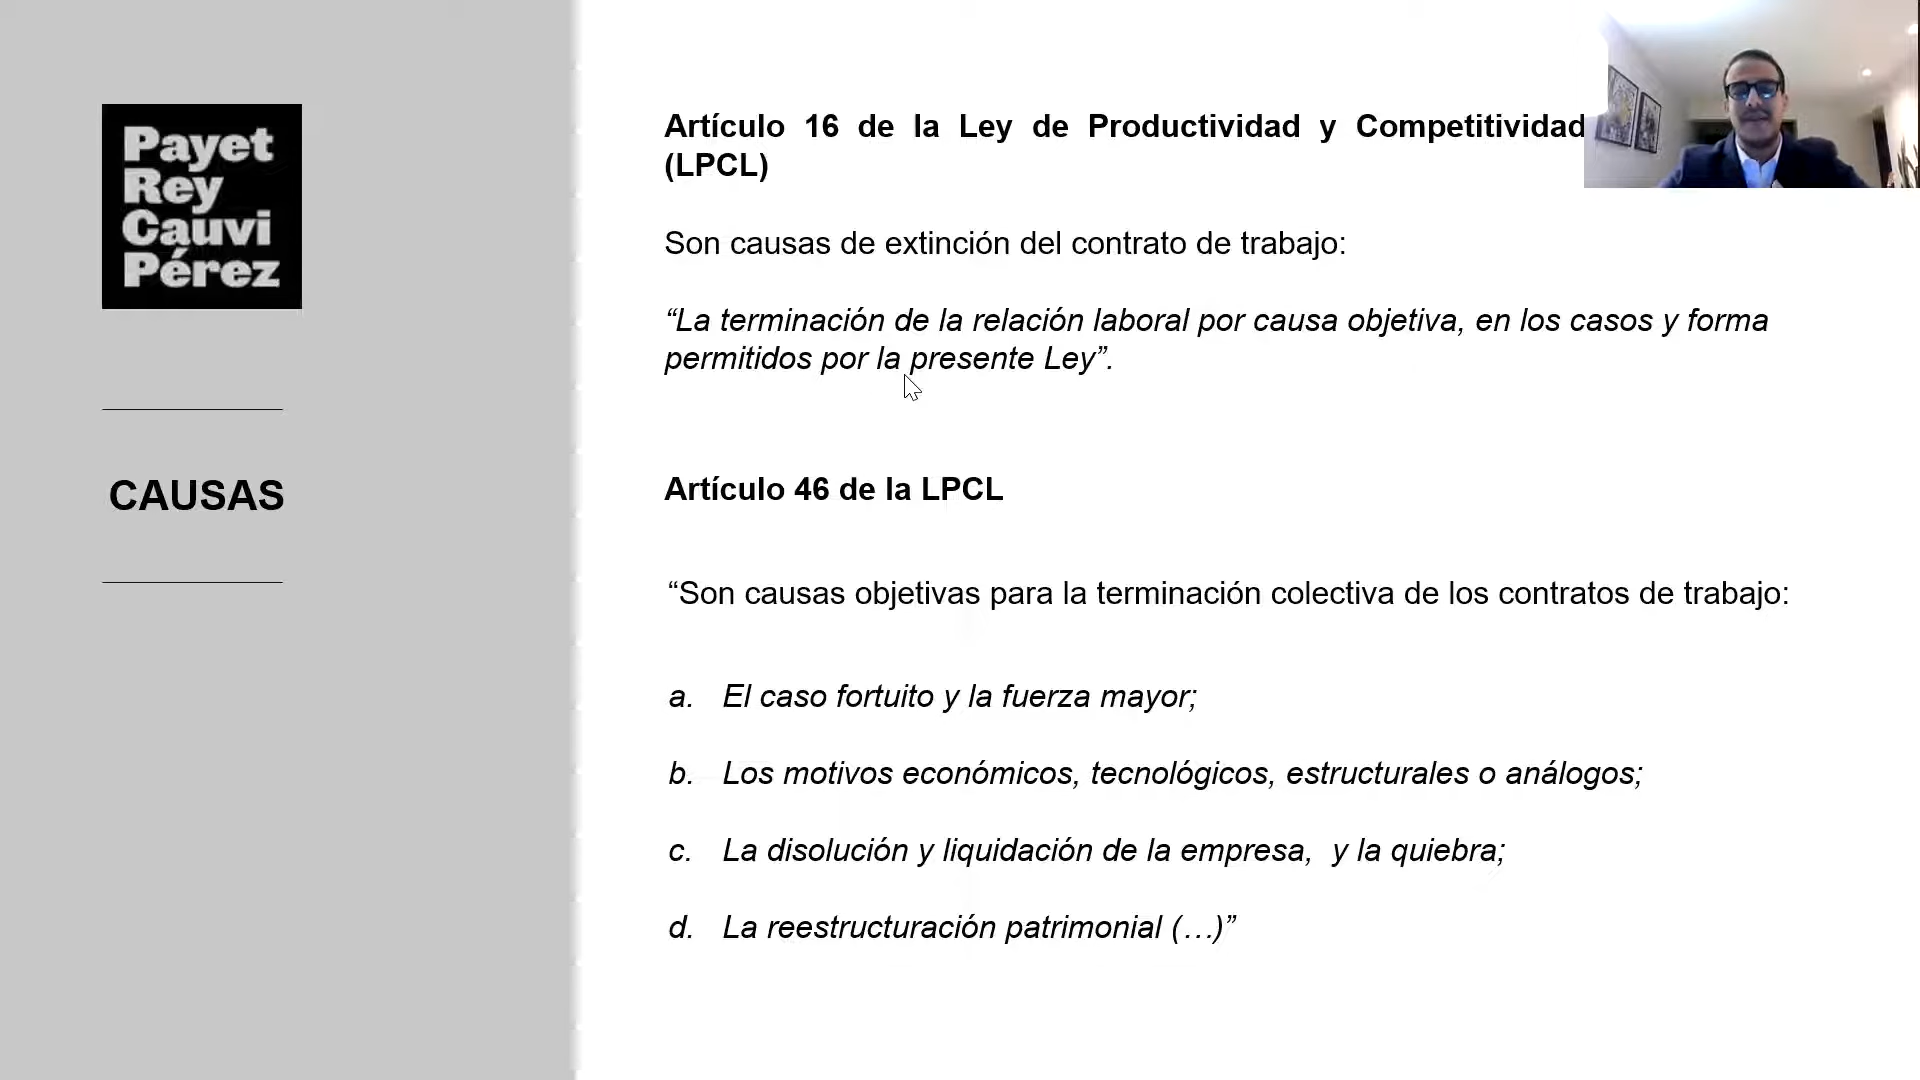 Payet
Rey
Cauvi
Pérez
CAUSAS
Artículo 16 de la Ley de Productividad y Competitividad
(LPCL)
Son causas de extinción del contrato de trabajo:
“La terminación de la relación laboral por causa objetiva, en los casos y forma
permitidos por la presente Ley”.
Artículo 46 de la LPCL
“Son causas objetivas para la terminación colectiva de los contratos de trabajo:
a. El caso fortuito y la fuerza mayor;
b. Los motivos económicos, tecnológicos, estructurales o análogos;
c. La disolución y liquidación de la empresa, y la quiebra;
d. La reestructuración patrimonial (…)”